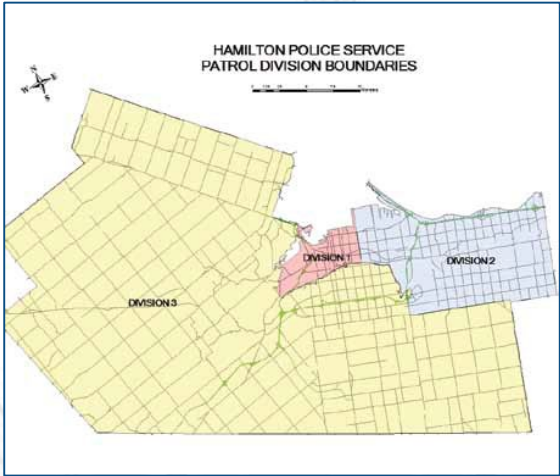 HAMILTON POLICE SERVICE
PATROL DIVISION BOUNDARIES
N
W E
S
DIVISION 1
DIVISION 2
DIVISION 3